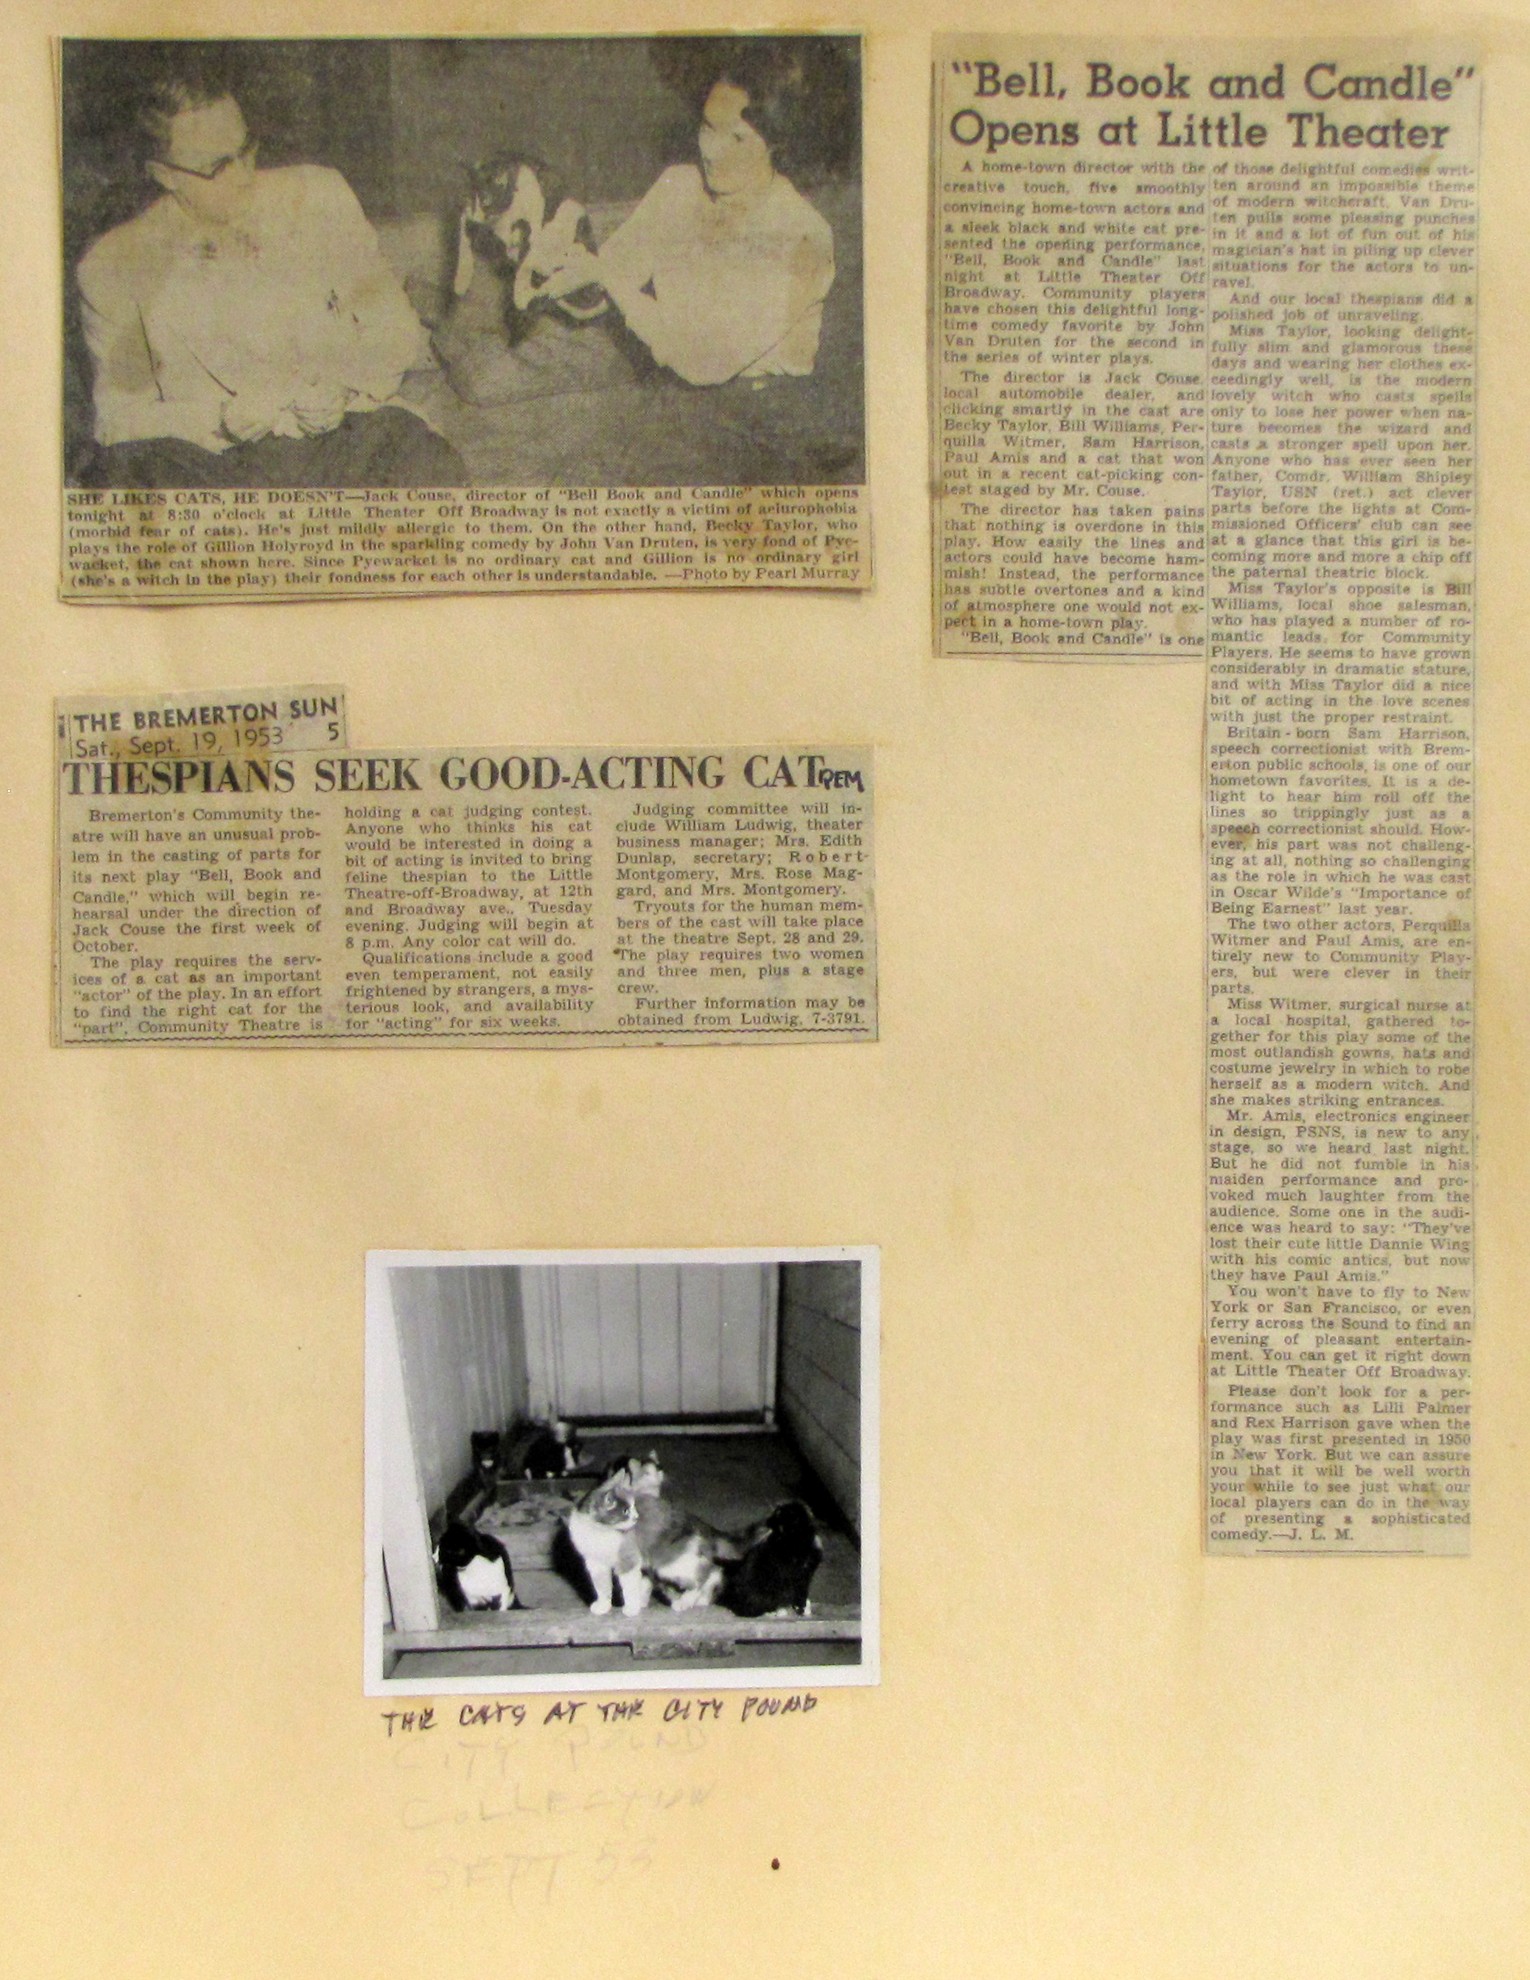 SHE LIKES CATS, HE DOESN'T—Jack Couse, director of "Bell Book and Candle" which opens
tonight at 8:30 o'clock at Little Theater Off Broadway is not exactly a victim of aelurophobia
(morbid fear of cats). He's just mildly allergic to them. On the other hand, Becky Taylor, who
plays the role of Gillion Holyroyd in the sparkling comedy by John Van Druten, is very fond of Pye-
wacket, the cat shown here. Since Pyewacket is no ordinary cat and Gillion is no ordinary girl
(she's a witch in the play) their fondness for each other is understandable. —Photo by Pearl Murray
THE BREMERTON SUN
Sat., Sept. 19, 1953 5
THESPIANS SEEK GOOD-ACTING CAT
Bremerton's Community the-
atre will have an unusual prob-
lem in the casting of parts for
its next play "Bell, Book and
Candle," which will begin re-
hearsal under the direction of
Jack Couse the first week of
October.
The play requires the serv-
ices of a cat as an important
"actor" of the play. In an effort
to find the right cat for the
"part", Community Theatre is
holding a cat judging contest.
Anyone who thinks his cat
would be interested in doing a
bit of acting is invited to bring
feline thespian to the Little
Theatre-off-Broadway, at 12th
and Broadway ave., Tuesday
evening. Judging will begin at
8 p.m. Any color cat will do.
Qualifications include a good
even temperament, not easily
frightened by strangers, a mys-
terious look, and availability
for "acting" for six weeks.
Judging committee will in-
clude William Ludwig, theater
business manager; Mrs. Edith
Dunlap, secretary; Robert
Montgomery, Mrs. Rose Mag-
gard, and Mrs. Montgomery.
Tryouts for the human mem-
bers of the cast will take place
at the theatre Sept. 28 and 29.
The play requires two women
and three men, plus a stage
crew.
Further information may be
obtained from Ludwig, 7-3791.
THE CATS AT THE CITY POUND
CITY POUND
COLLECTION
SEPT 53
"Bell, Book and Candle"
Opens at Little Theater
A home-town director with the
creative touch, five smoothly
convincing home-town actors and
a sleek black and white cat pre-
sented the opening performance,
"Bell, Book and Candle" last
night at Little Theater Off
Broadway. Community players
have chosen this delightful long-
time comedy favorite by John
Van Druten for the second in
the series of winter plays.
The director is Jack Couse,
local automobile dealer, and
clicking smartly in the cast are
Becky Taylor, Bill Williams, Per-
quilla Witmer, Sam Harrison,
Paul Amis and a cat that won
out in a recent cat-picking con-
test staged by Mr. Couse.
The director has taken pains
that nothing is overdone in this
play. How easily the lines and
actors could have become ham-
mish! Instead, the performance
has subtle overtones and a kind
of atmosphere one would not ex-
pect in a home-town play.
"Bell, Book and Candle" is one
of those delightful comedies writ-
ten around an impossible theme
of modern witchcraft. Van Dru-
ten pulls some pleasing punches
in it and a lot of fun out of his
magician's hat in piling up clever
situations for the actors to un-
ravel.
And our local thespians did a
polished job of unraveling.
Miss Taylor, looking delight-
fully slim and glamorous these
days and wearing her clothes ex-
ceedingly well, is the modern
lovely witch who casts spells
only to lose her power when na-
ture becomes the wizard and
casts a stronger spell upon her.
Anyone who has ever seen her
father, Comdr. William Shipley
Taylor, USN (ret.) act clever
parts before the lights at Com-
missioned Officers' club can see
at a glance that this girl is be-
coming more and more a chip off
the paternal theatric block.
Miss Taylor's opposite is Bill
Williams, local shoe salesman,
who has played a number of ro-
mantic leads for Community
Players. He seems to have grown
considerably in dramatic stature,
and with Miss Taylor did a nice
bit of acting in the love scenes
with just the proper restraint.
Britain-born Sam Harrison,
speech correctionist with Brem-
erton public schools, is one of our
hometown favorites. It is a de-
light to hear him roll off the
lines so trippingly just as a
speech correctionist should. How-
ever, his part was not challeng-
ing at all, nothing so challenging
as the role in which he was cast
in Oscar Wilde's "Importance of
Being Earnest" last year.
The two other actors, Perquilla
Witmer and Paul Amis, are en-
tirely new to Community Play-
ers, but were clever in their
parts.
Miss Witmer, surgical nurse at
a local hospital, gathered to-
gether for this play some of the
most outlandish gowns, hats and
costume jewelry in which to robe
herself as a modern witch. And
she makes striking entrances.
Mr. Amis, electronics engineer
in design, PSNS, is new to any
stage, so we heard last night.
But he did not fumble in his
maiden performance and pro-
voked much laughter from the
audience. Some one in the audi-
ence was heard to say: "They've
lost their cute little Dannie Wing
with his comic antics, but now
they have Paul Amis."
You won't have to fly to New
York or San Francisco, or even
ferry across the Sound to find an
evening of pleasant entertain-
ment. You can get it right down
at Little Theater Off Broadway.
Please don't look for a per-
formance such as Lilli Palmer
and Rex Harrison gave when the
play was first presented in 1950
in New York. But we can assure
you that it will be well worth
your while to see just what our
local players can do in the way
of presenting a sophisticated
comedy.—J. L. M.